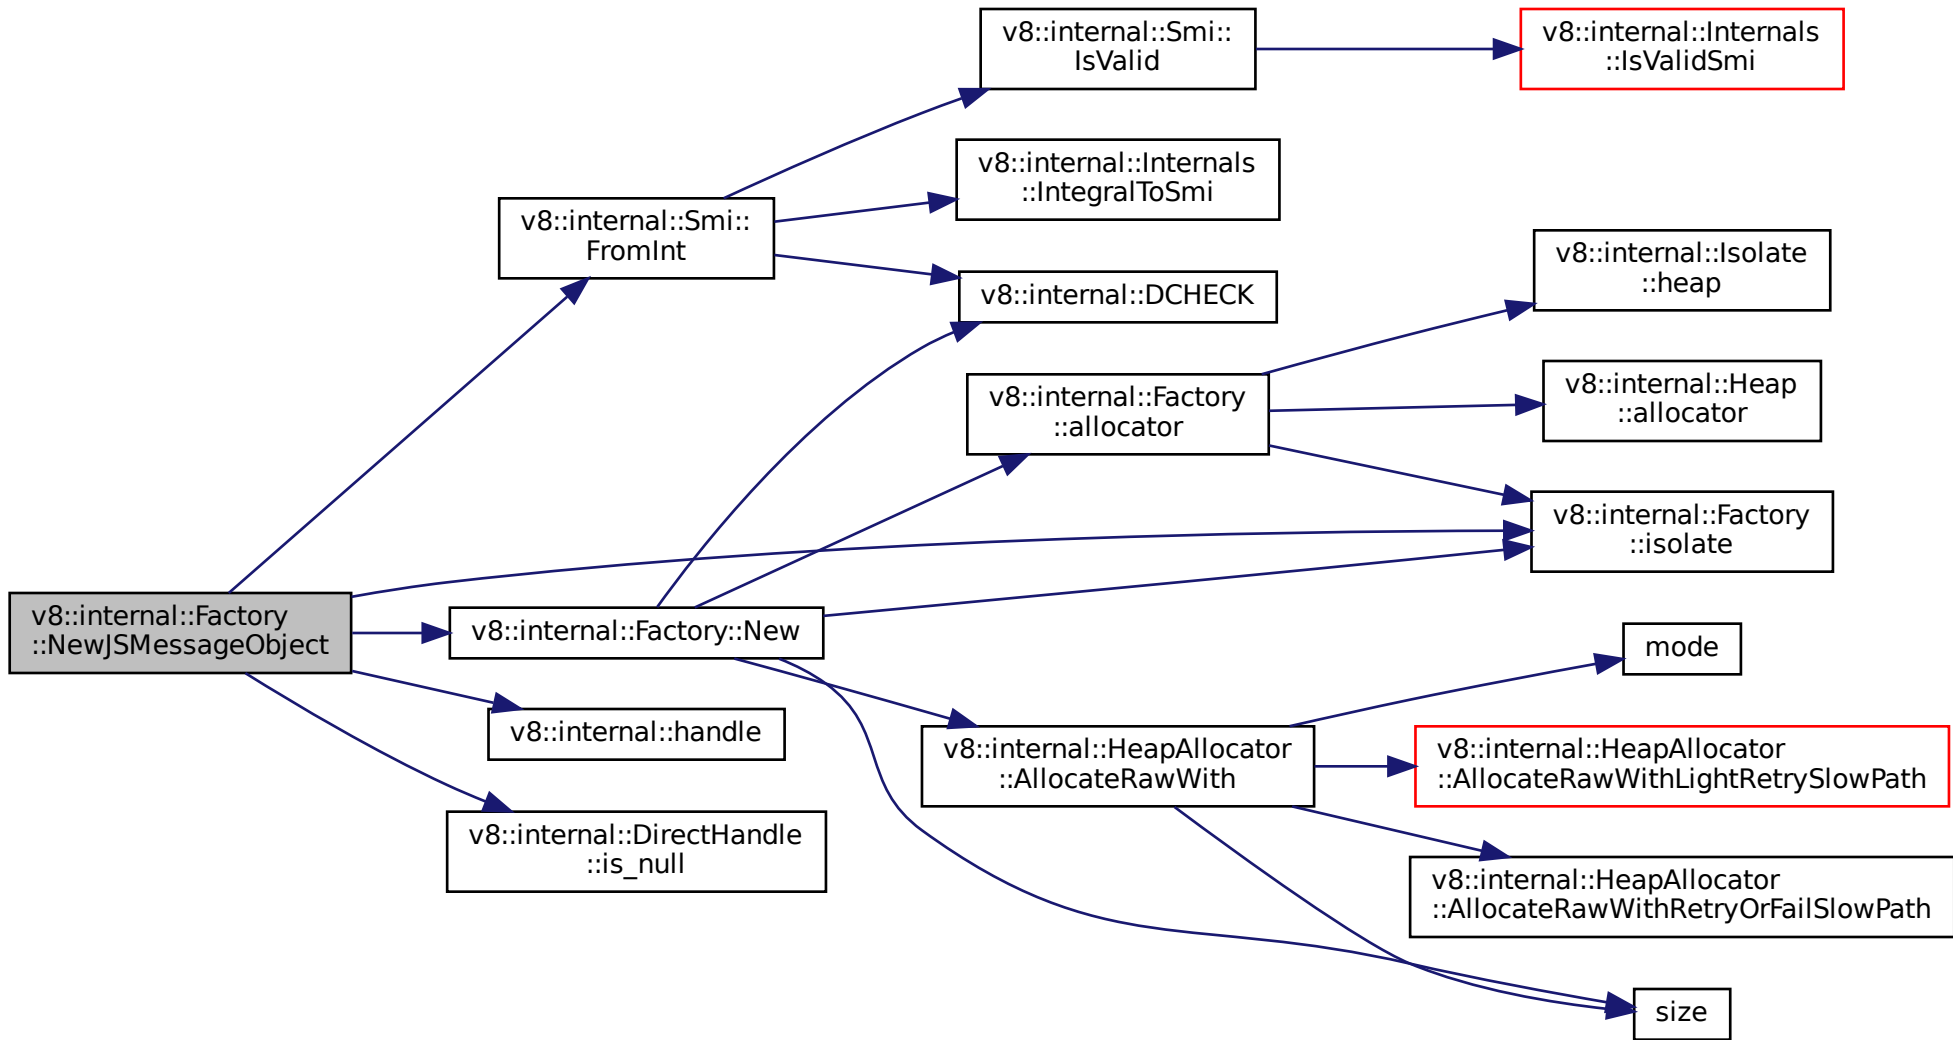 v8::internal::Factory
::NewJSMessageObject
v8::internal::Smi::
FromInt
v8::internal::Smi::
IsValid
v8::internal::Internals
::IsValidSmi
v8::internal::Internals
::IntegralToSmi
v8::internal::DCHECK
v8::internal::Factory::New
v8::internal::Factory
::allocator
v8::internal::Isolate
::heap
v8::internal::Heap
::allocator
v8::internal::Factory
::isolate
v8::internal::HeapAllocator
::AllocateRawWith
mode
v8::internal::HeapAllocator
::AllocateRawWithLightRetrySlowPath
v8::internal::HeapAllocator
::AllocateRawWithRetryOrFailSlowPath
size
v8::internal::handle
v8::internal::DirectHandle
::is_null